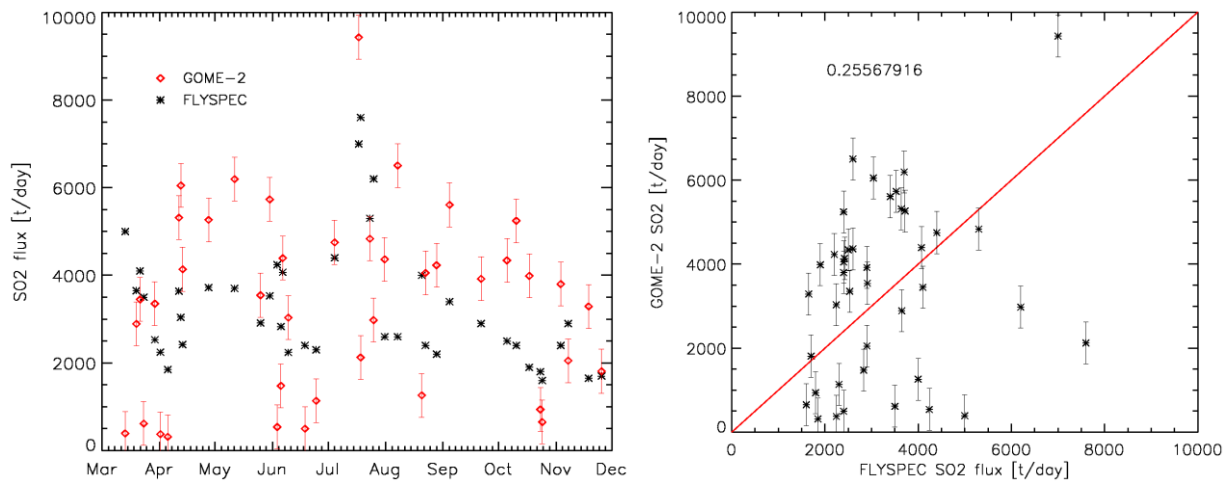 10000
8000
6000
4000
2000
0
SO2 flux [t/day]
GOME-2
FLYSPEC
Mar Apr May Jun Jul Aug Sep Oct Nov Dec
10000
8000
6000
4000
2000
0
GOME-2 SO2 [t/day]
0.25567916
0 2000 4000 6000 8000 10000
FLYSPEC SO2 flux [t/day]